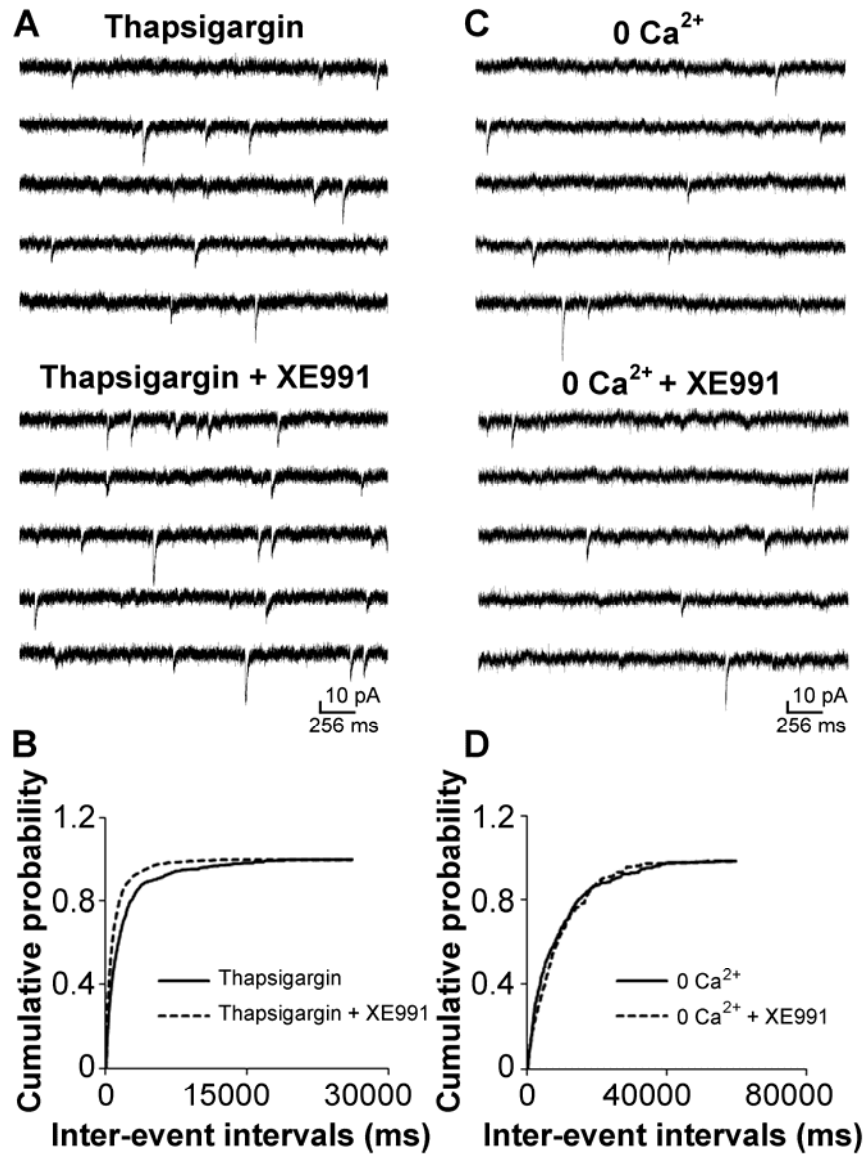 A
Thapsigargin
Thapsigargin + XE991
10 pA
256 ms
B
Cumulative probability
1.2
0.8
0.4
0
Thapsigargin
Thapsigargin + XE991
0
15000
30000
Inter-event intervals (ms)
C
0 Ca²⁺
0 Ca²⁺ + XE991
10 pA
256 ms
D
Cumulative probability
1.2
0.8
0.4
0
0 Ca²⁺
0 Ca²⁺ + XE991
0
40000
80000
Inter-event intervals (ms)